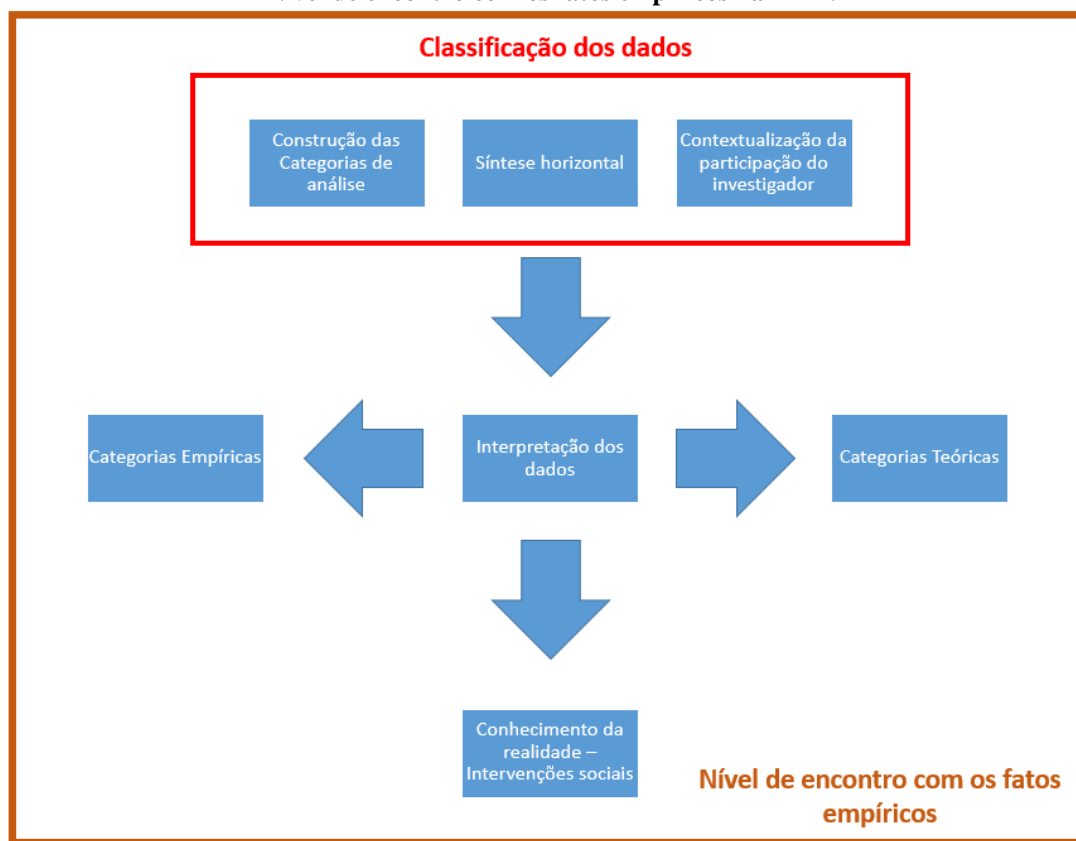 Classificação dos dados
Construção das
Categorias de
análise
Síntese horizontal
Contextualização da
participação do
investigador
Categorias Empíricas
Interpretação dos
dados
Categorias Teóricas
Conhecimento da
realidade –
Intervenções sociais
Nível de encontro com os fatos
empíricos